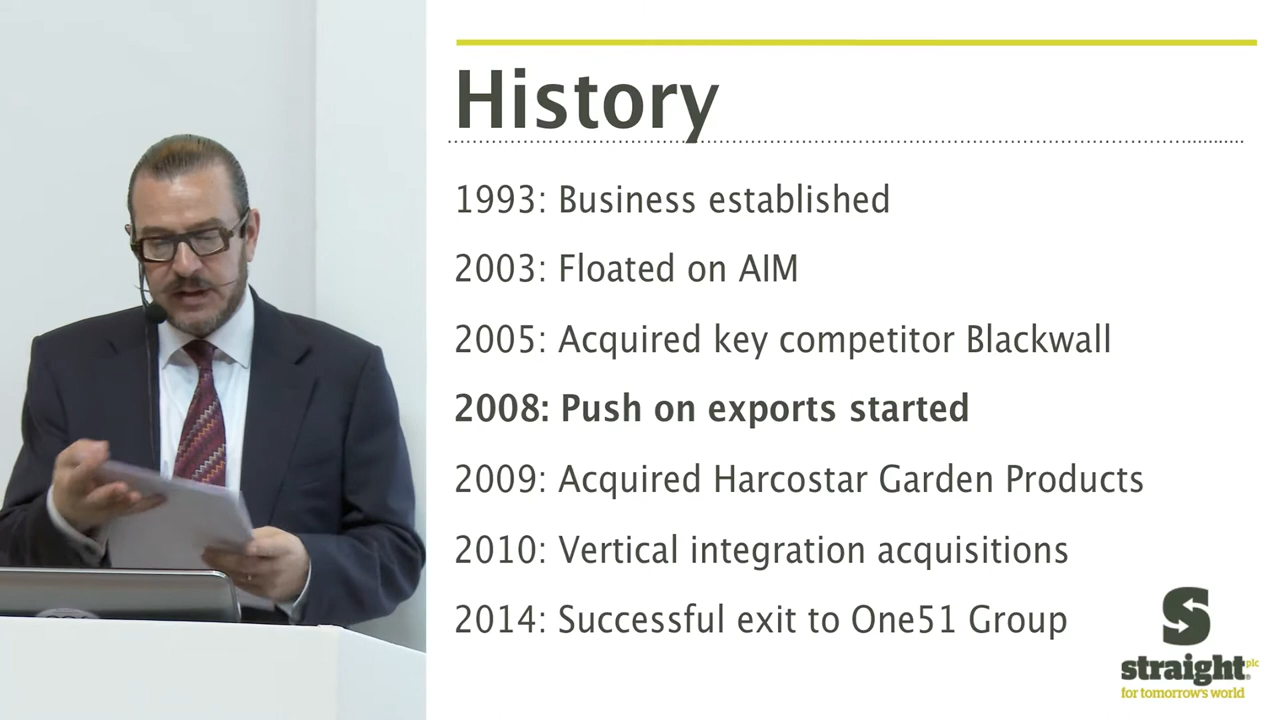 History
1993: Business established
2003: Floated on AIM
2005: Acquired key competitor Blackwall
2008: Push on exports started
2009: Acquired Harcostar Garden Products
2010: Vertical integration acquisitions
2014: Successful exit to One51 Group
S
straight plc®
for tomorrow's world